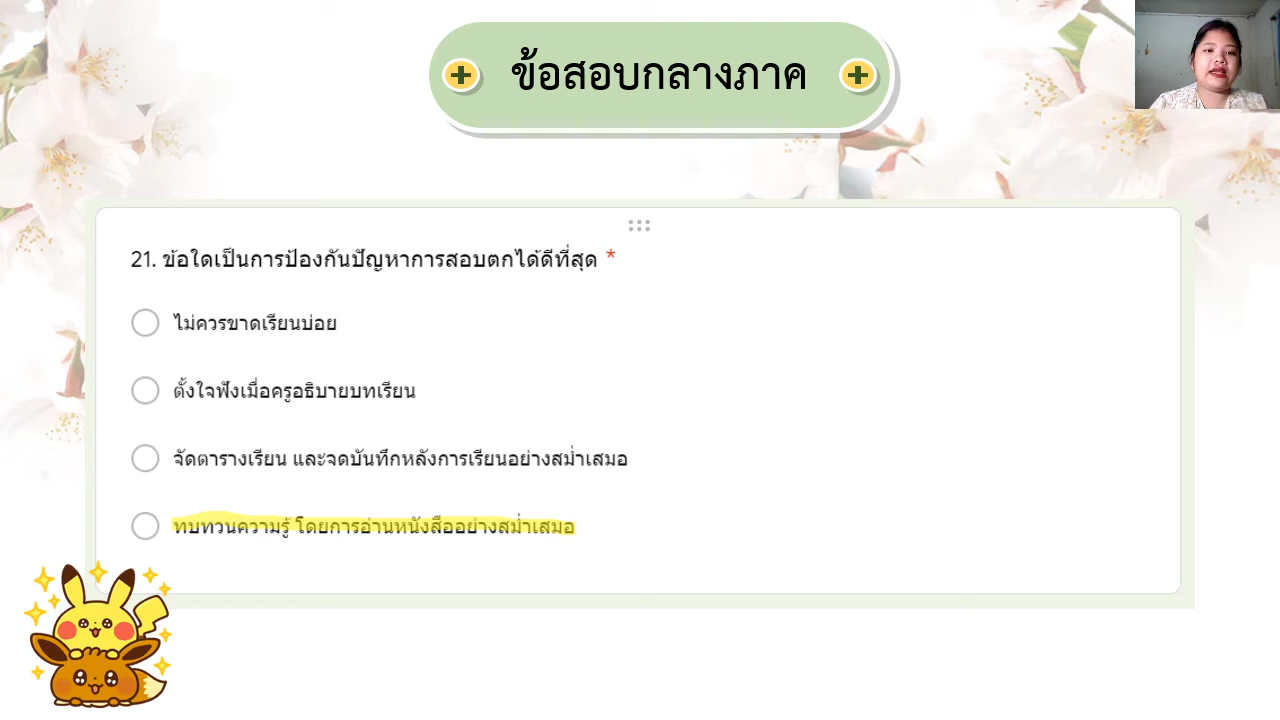 ข้อสอบกลางภาค
21. ข้อใดเป็นการป้องกันปัญหาการสอบตกได้ดีที่สุด *
ไม่ควรขาดเรียนบ่อย
ตั้งใจฟังเมื่อครูอธิบายบทเรียน
จัดตารางเรียน และจดบันทึกหลังการเรียนอย่างสม่ำเสมอ
ทบทวนความรู้ โดยการอ่านหนังสืออย่างสม่ำเสมอ